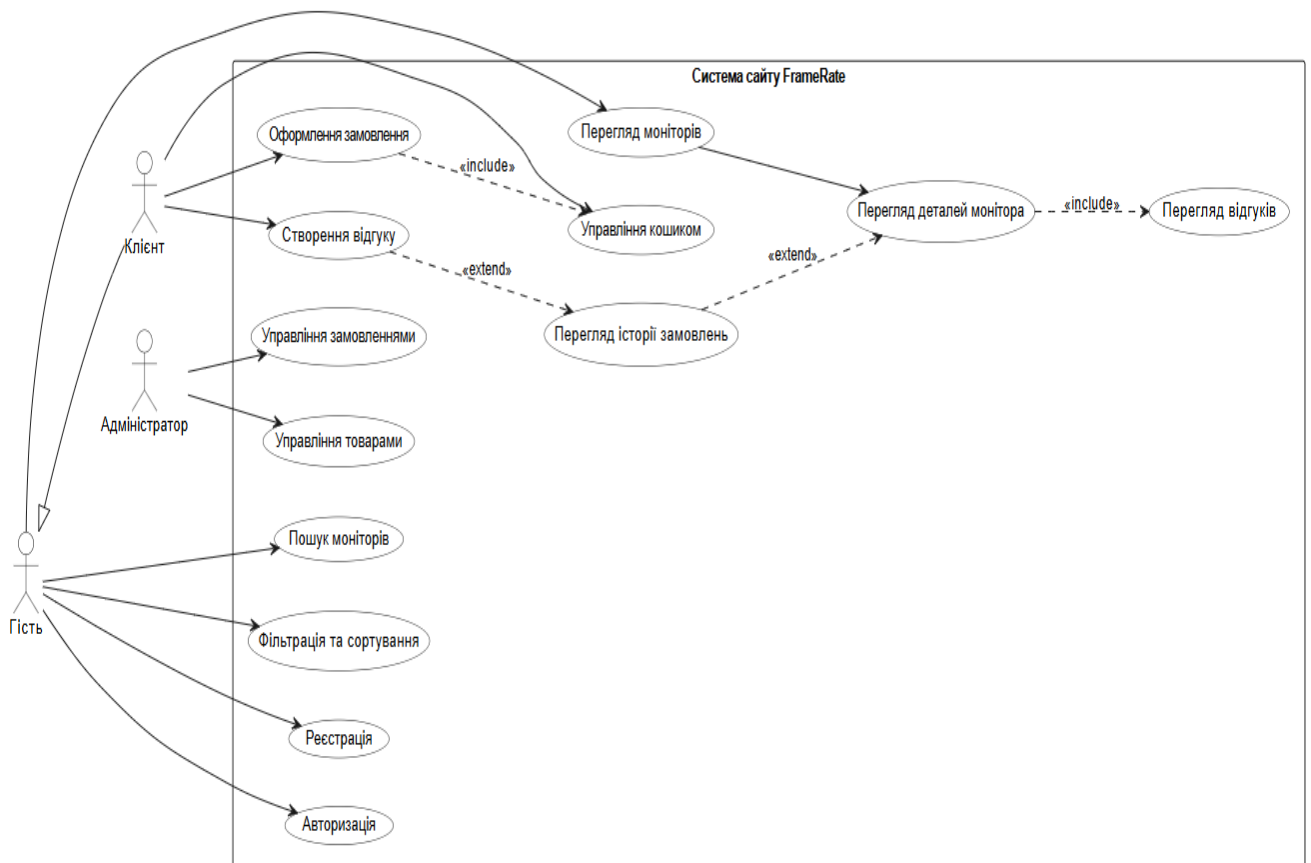 Система сайту FrameRate
Оформлення замовлення
Перегляд моніторів
«include»
Клієнт
Створення відгуку
Управління кошиком
Перегляд деталей монітора
«include»
Перегляд відгуків
«extend»
«extend»
Управління замовленнями
Перегляд історії замовлень
Адміністратор
Управління товарами
Пошук моніторів
Гість
Фільтрація та сортування
Реєстрація
Авторизація